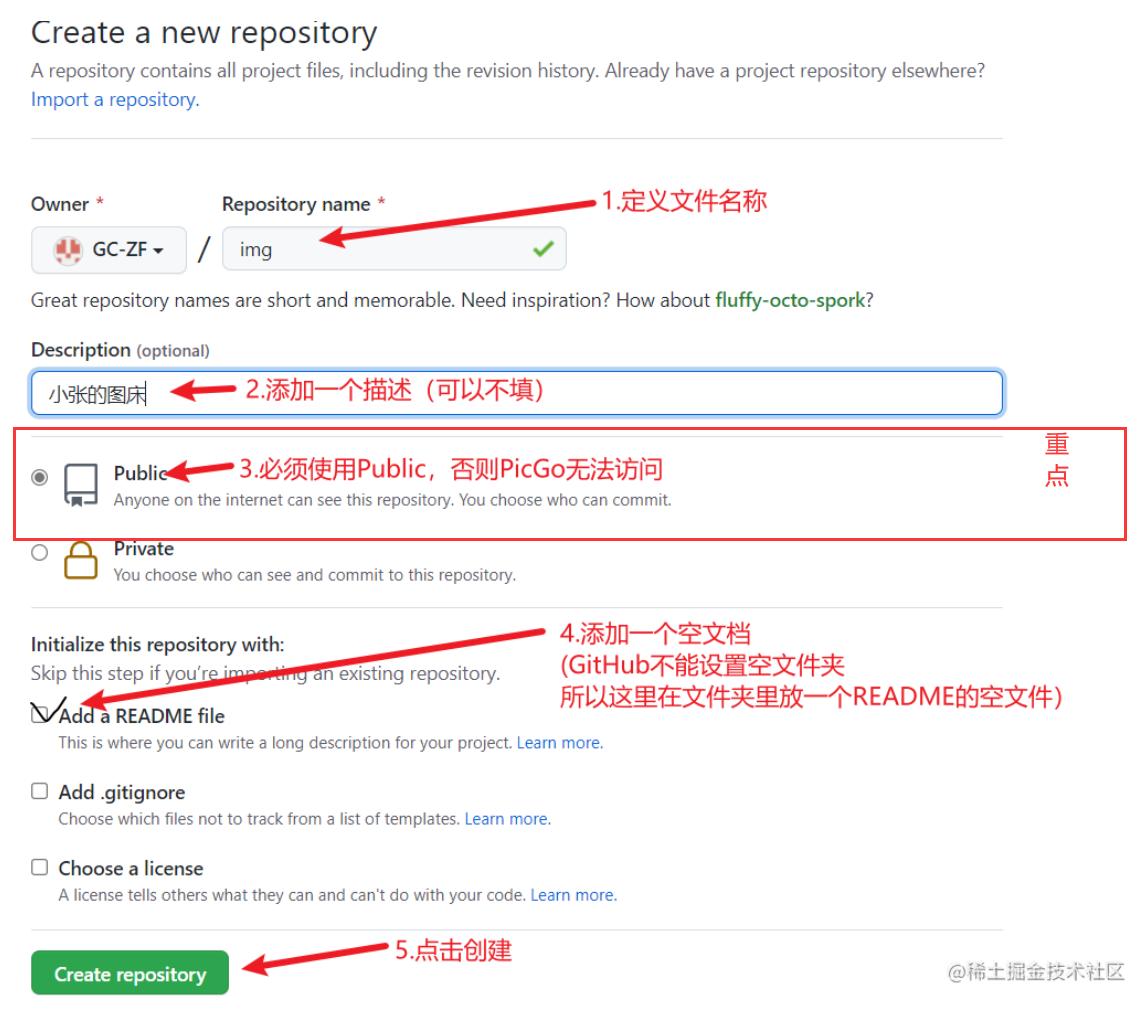 Create a new repository
A repository contains all project files, including the revision history. Already have a project repository elsewhere?
Import a repository.
Owner *
Repository name *
1.定义文件名称
GC-ZF
/
img
Great repository names are short and memorable. Need inspiration? How about fluffy-octo-spork?
Description (optional)
小张的图床
2.添加一个描述（可以不填）
重
点
Public
3.必须使用Public，否则PicGo无法访问
Anyone on the internet can see this repository. You choose who can commit.
Private
You choose who can see and commit to this repository.
Initialize this repository with:
4.添加一个空文档
Skip this step if you're importing an existing repository.
(GitHub不能设置空文件夹
所以这里在文件夹里放一个README的空文件）
Add a README file
This is where you can write a long description for your project. Learn more.
Add .gitignore
Choose which files not to track from a list of templates. Learn more.
Choose a license
A license tells others what they can and can't do with your code. Learn more.
5.点击创建
Create repository
@稀土掘金技术社区